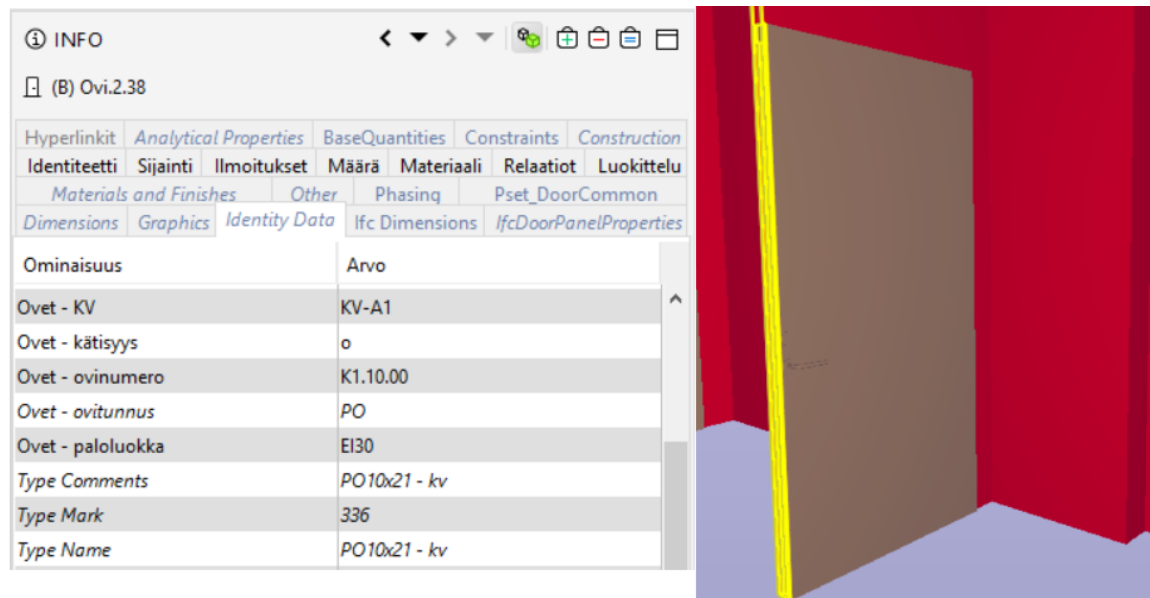 INFO
(B) Ovi.2.38
Hyperlinkit Analytical Properties BaseQuantities Constraints Construction
Identiteetti Sijainti Ilmoitukset Määrä Materiaali Relaatiot Luokittelu
Materials and Finishes Other Phasing Pset_DoorCommon
Dimensions Graphics Identity Data Ifc Dimensions IfcDoorPanelProperties
Ominaisuus Arvo
Ovet - KV KV-A1
Ovet - kätisyys o
Ovet - ovinumero K1.10.00
Ovet - ovitunnus PO
Ovet - paloluokka EI30
Type Comments PO10x21 - kv
Type Mark 336
Type Name PO10x21 - kv